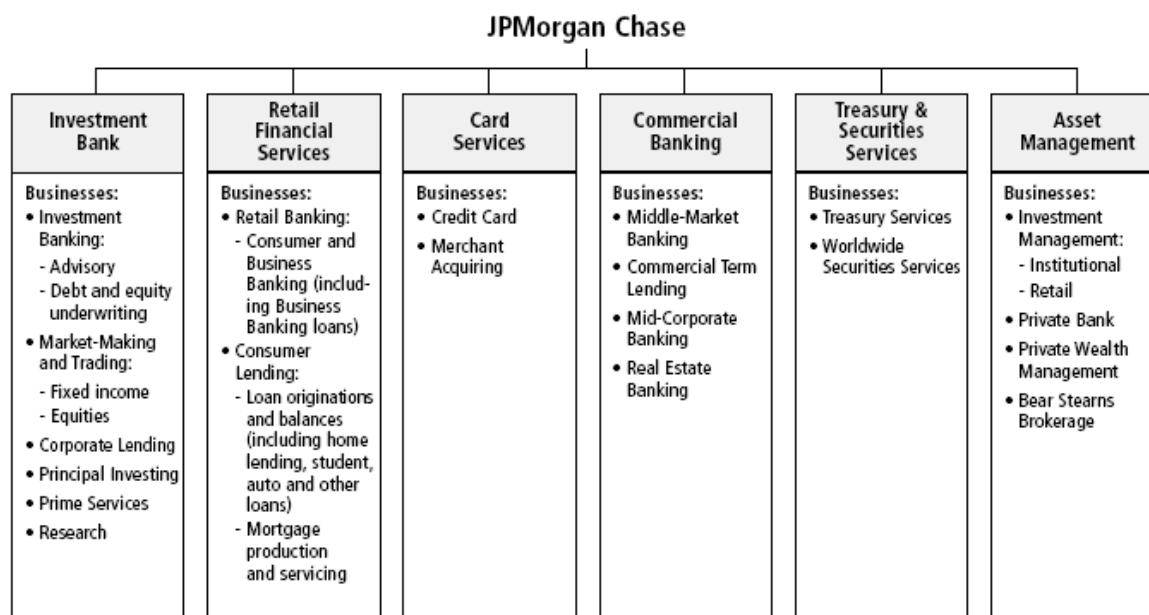 JPMorgan Chase
Investment
Bank
Businesses:
• Investment
Banking:
- Advisory
- Debt and equity
underwriting
• Market-Making
and Trading:
- Fixed income
- Equities
• Corporate Lending
• Principal Investing
• Prime Services
• Research
Retail
Financial
Services
Businesses:
• Retail Banking:
- Consumer and
Business
Banking (includ-
ing Business
Banking loans)
• Consumer
Lending:
- Loan originations
and balances
(including home
lending, student,
auto and other
loans)
- Mortgage
production
and servicing
Card
Services
Businesses:
• Credit Card
• Merchant
Acquiring
Commercial
Banking
Businesses:
• Middle-Market
Banking
• Commercial Term
Lending
• Mid-Corporate
Banking
• Real Estate
Banking
Treasury &
Securities
Services
Businesses:
• Treasury Services
• Worldwide
Securities Services
Asset
Management
Businesses:
• Investment
Management:
- Institutional
- Retail
• Private Bank
• Private Wealth
Management
• Bear Stearns
Brokerage